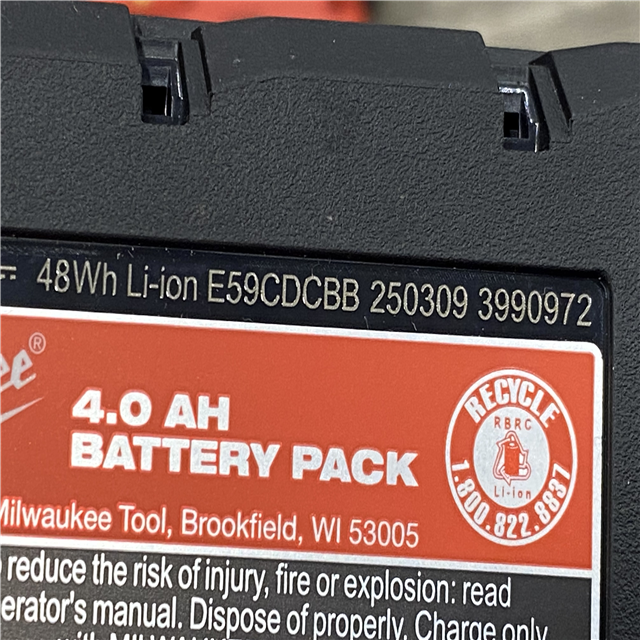 48Wh Li-ion E59CDCBB 250309 3990972
ee®
4.0 AH
BATTERY PACK
RECYCLE
RBRC
Li-ion
1.800.822.8837
Milwaukee Tool, Brookfield, WI 53005
reduce the risk of injury, fire or explosion: read
erator's manual. Dispose of properly. Charge only
with